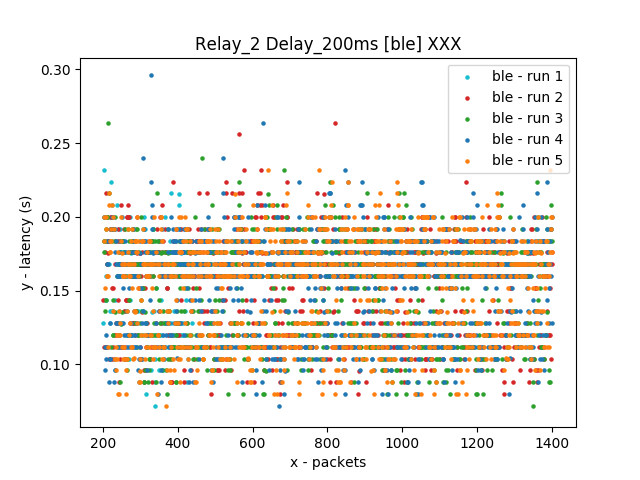 Relay_2 Delay_200ms [ble] XXX
ble - run 1
ble - run 2
ble - run 3
ble - run 4
ble - run 5
y - latency (s)
0.30
0.25
0.20
0.15
0.10
200 400 600 800 1000 1200 1400
x - packets